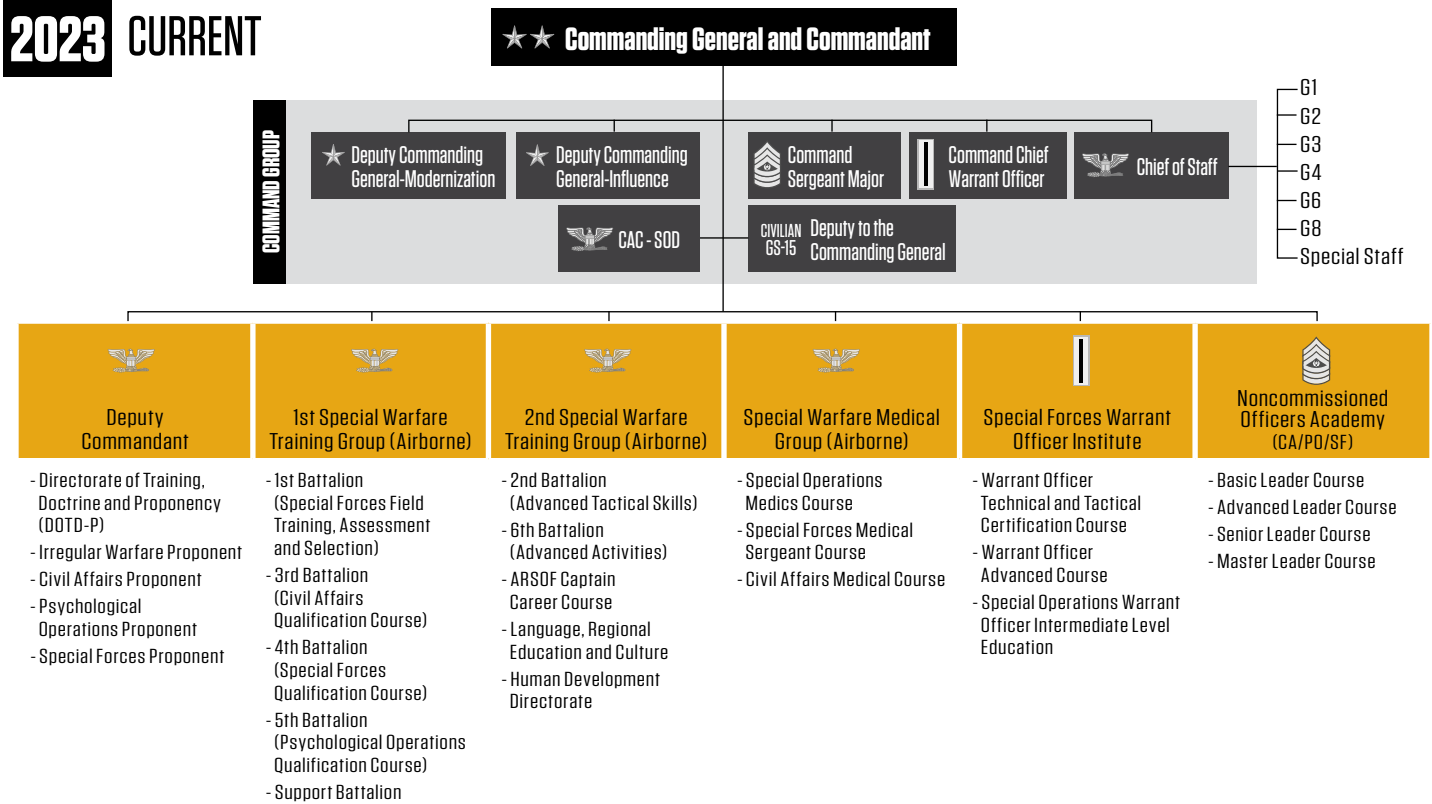 2023 CURRENT
Commanding General and Commandant
COMMAND GROUP
Deputy Commanding
General-Modernization
Deputy Commanding
General-Influence
Command
Sergeant Major
Command Chief
Warrant Officer
Chief of Staff
G1
G2
G3
G4
G6
G8
Special Staff
CAC - SOD
CIVILIAN
GS-15
Deputy to the
Commanding General
Deputy
Commandant
- Directorate of Training,
Doctrine and Proponency
(DOTD-P)
- Irregular Warfare Proponent
- Civil Affairs Proponent
- Psychological
Operations Proponent
- Special Forces Proponent
1st Special Warfare
Training Group (Airborne)
- 1st Battalion
(Special Forces Field
Training, Assessment
and Selection)
- 3rd Battalion
(Civil Affairs
Qualification Course)
- 4th Battalion
(Special Forces
Qualification Course)
- 5th Battalion
(Psychological Operations
Qualification Course)
- Support Battalion
2nd Special Warfare
Training Group (Airborne)
- 2nd Battalion
(Advanced Tactical Skills)
- 6th Battalion
(Advanced Activities)
- ARSOF Captain
Career Course
- Language, Regional
Education and Culture
- Human Development
Directorate
Special Warfare Medical
Group (Airborne)
- Special Operations
Medics Course
- Special Forces Medical
Sergeant Course
- Civil Affairs Medical Course
Special Forces Warrant
Officer Institute
- Warrant Officer
Technical and Tactical
Certification Course
- Warrant Officer
Advanced Course
- Special Operations Warrant
Officer Intermediate Level
Education
Noncommissioned
Officers Academy
(CA/PO/SF)
- Basic Leader Course
- Advanced Leader Course
- Senior Leader Course
- Master Leader Course